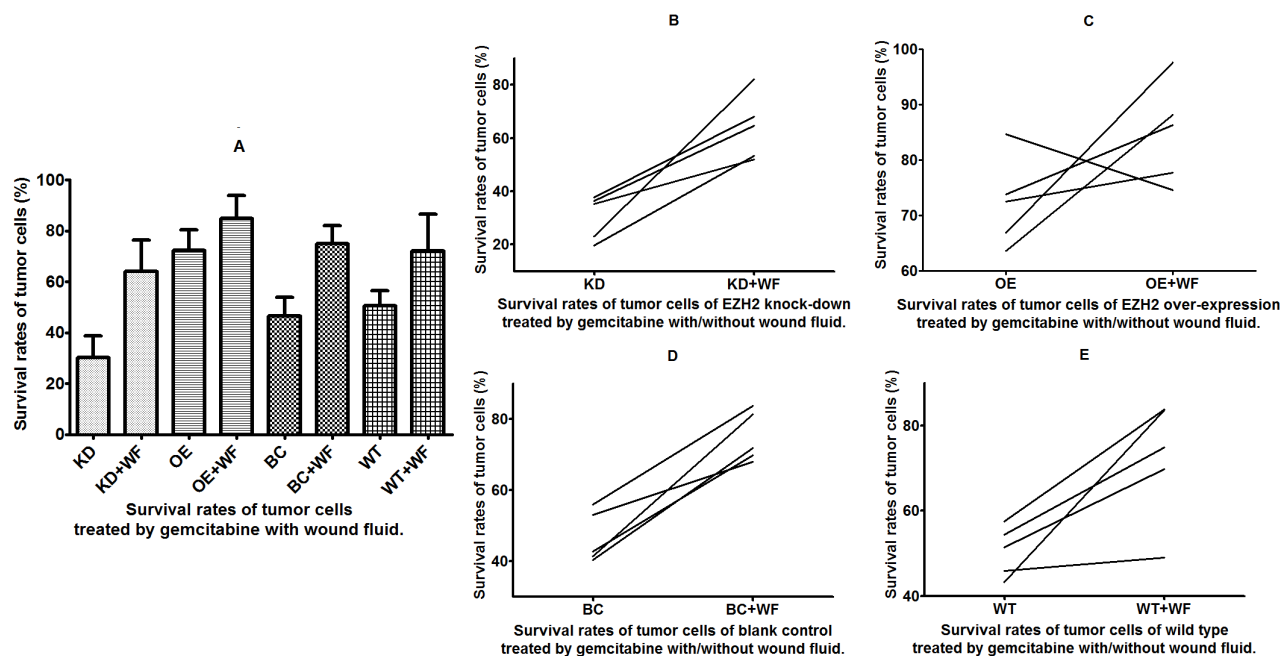 A
Survival rates of tumor cells (%)
100
80
60
40
20
0
KD
KD+WF
OE
OE+WF
BC
BC+WF
WT
WT+WF
Survival rates of tumor cells
treated by gemcitabine with wound fluid.
B
Survival rates of tumor cells (%)
80
60
40
20
KD
KD+WF
Survival rates of tumor cells of EZH2 knock-down
treated by gemcitabine with/without wound fluid.
C
Survival rates of tumor cells (%)
100
90
80
70
60
OE
OE+WF
Survival rates of tumor cells of EZH2 over-expression
treated by gemcitabine with/without wound fluid.
D
Survival rates of tumor cells (%)
80
60
40
BC
BC+WF
Survival rates of tumor cells of blank control
treated by gemcitabine with/without wound fluid.
E
Survival rates of tumor cells (%)
80
60
40
WT
WT+WF
Survival rates of tumor cells of wild type
treated by gemcitabine with/without wound fluid.